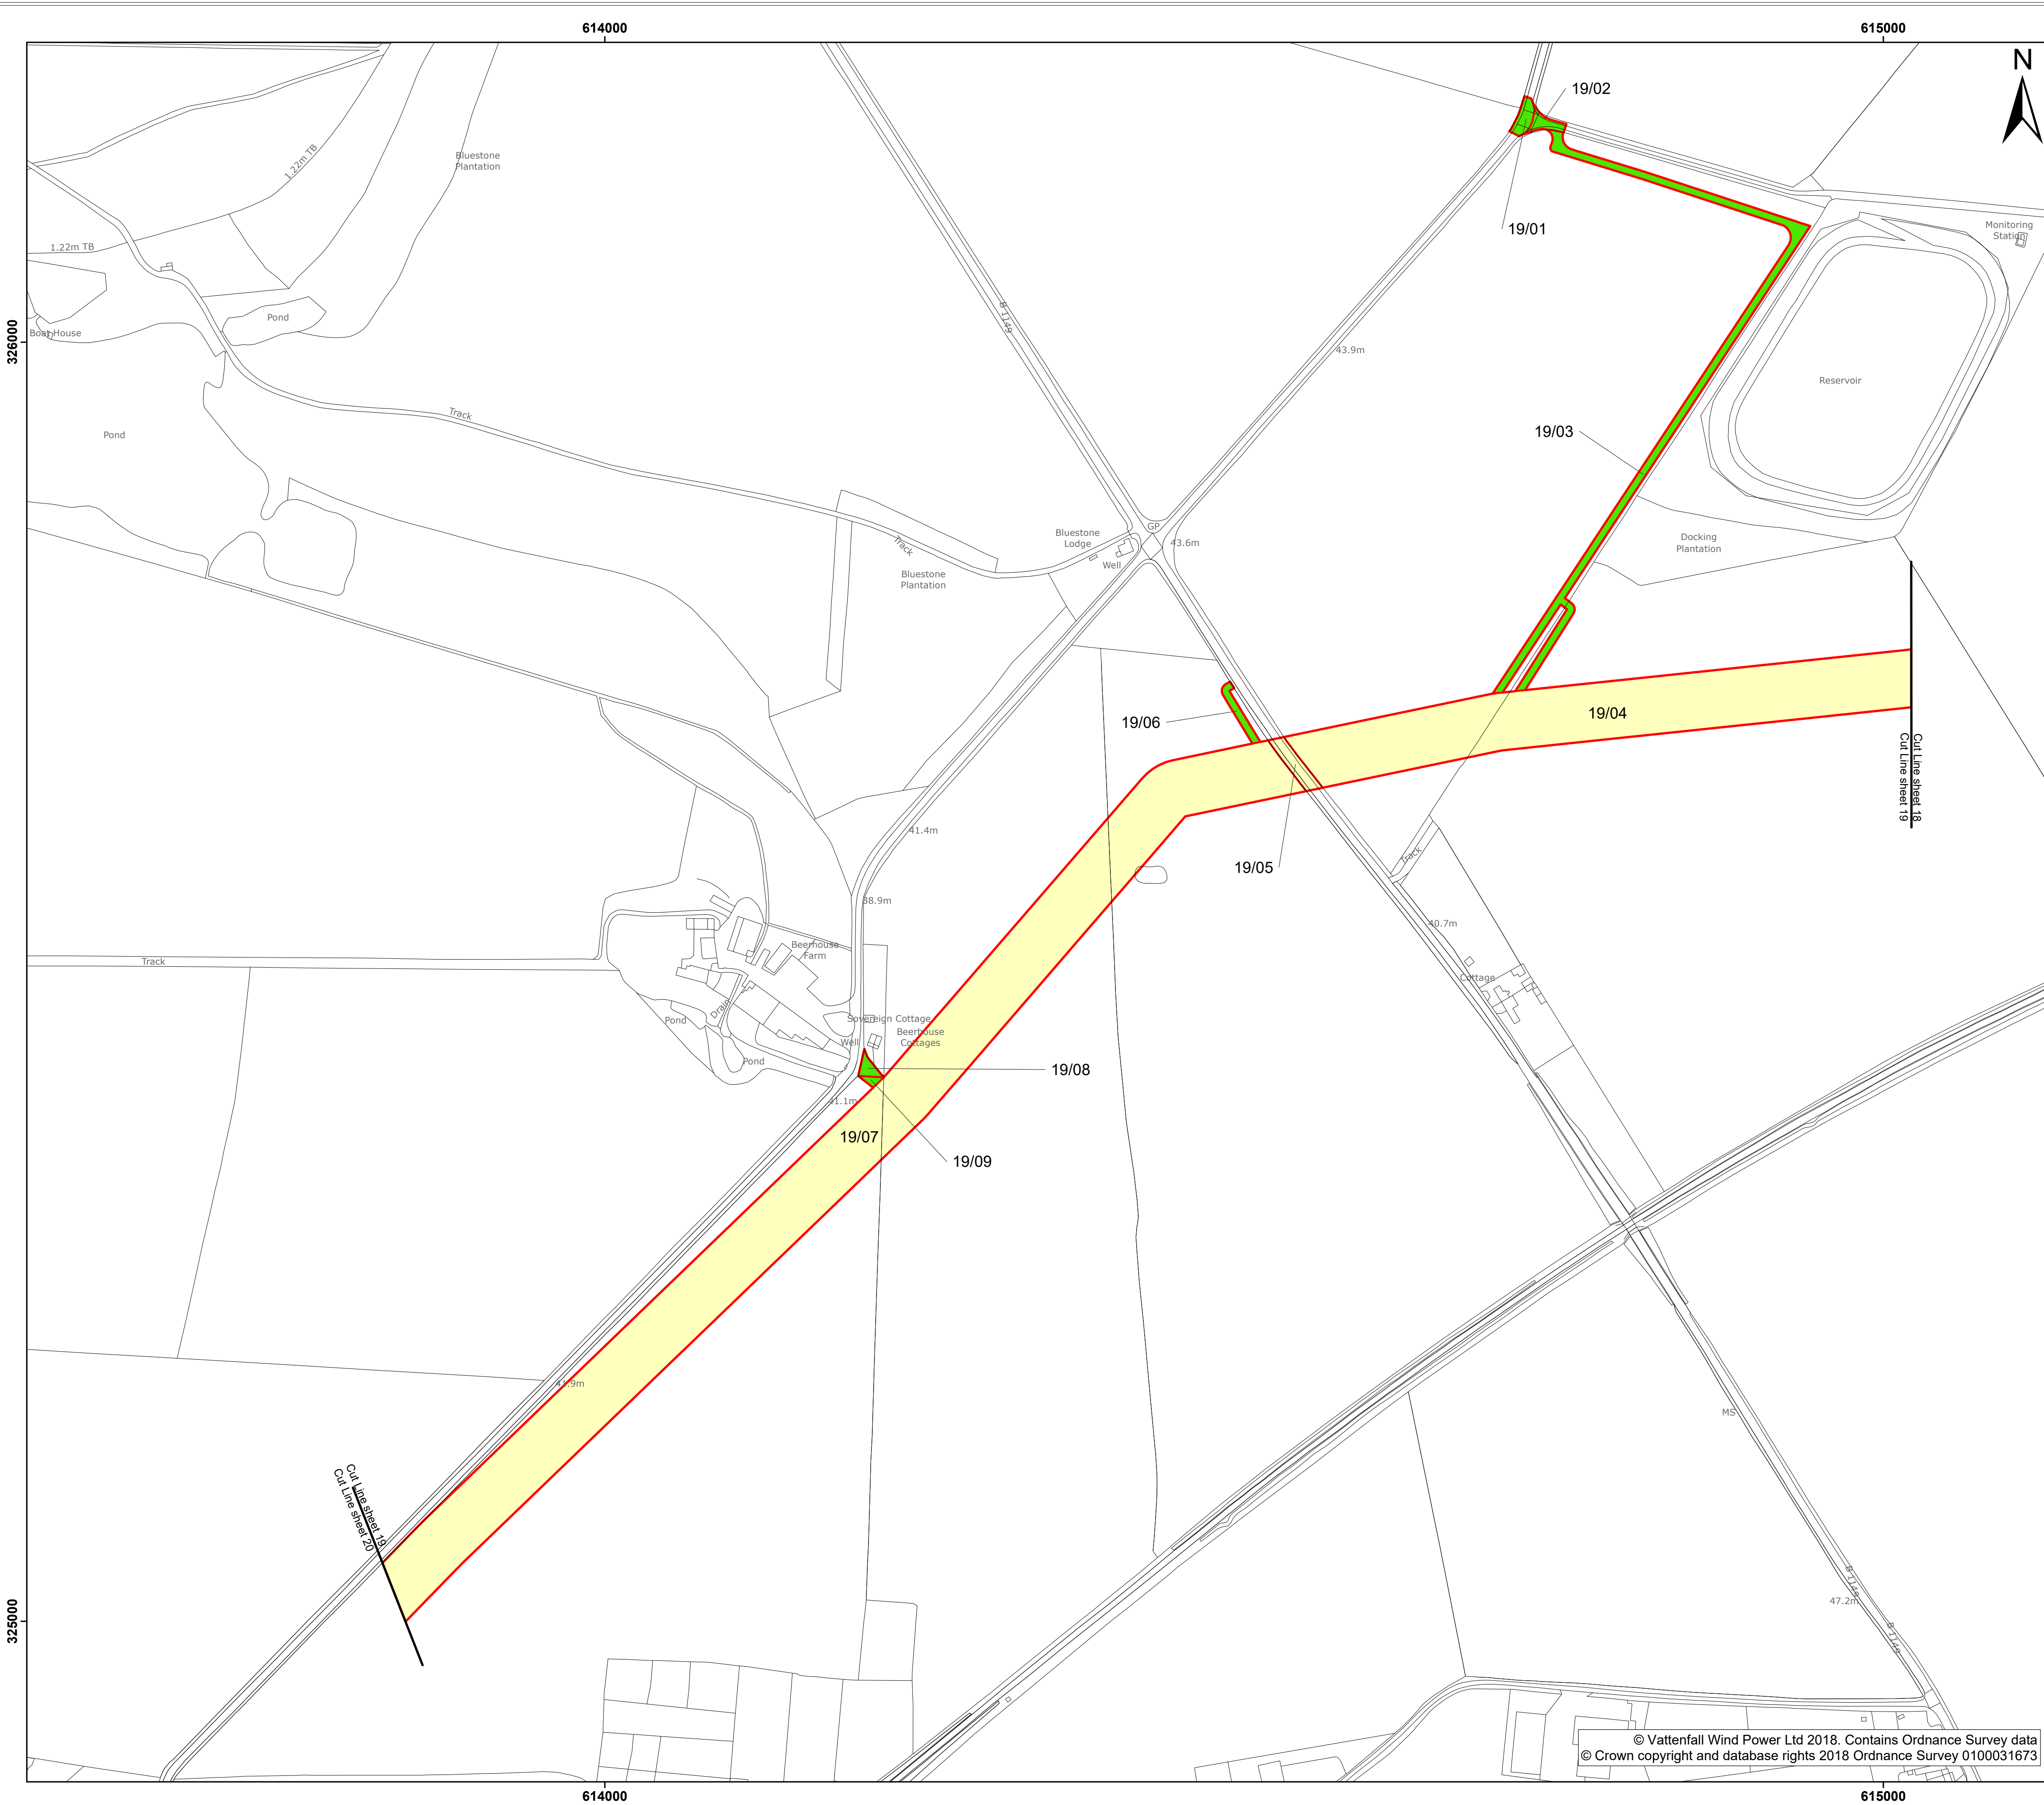 614000
615000
N
19/02
1.22m TB
Bluestone
Plantation
19/01
Monitoring
Station
1.22m TB
B 1149
Pond
Boat House
326000
43.9m
Reservoir
Track
19/03
Pond
GP
Bluestone
Lodge
43.6m
Docking
Plantation
Track
Well
Bluestone
Plantation
19/04
19/06
Cut Line sheet 18
Cut Line sheet 19
41.4m
19/05
Track
38.9m
40.7m
Beerhouse
Farm
Track
Cottage
Drain
Pond
Sovereign Cottage
Beerhouse
Cottages
Well
Pond
19/08
41.1m
19/07
19/09
41.9m
MS
Cut Line sheet 19
Cut Line sheet 20
B 1149
47.2m
325000
B 1149
© Vattenfall Wind Power Ltd 2018. Contains Ordnance Survey data
© Crown copyright and database rights 2018 Ordnance Survey 0100031673
614000
615000